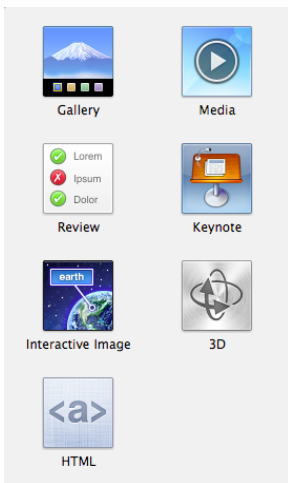 Gallery
Media
Lorem
Ipsum
Dolor
Review
Keynote
earth
Interactive Image
3D
<a>
HTML